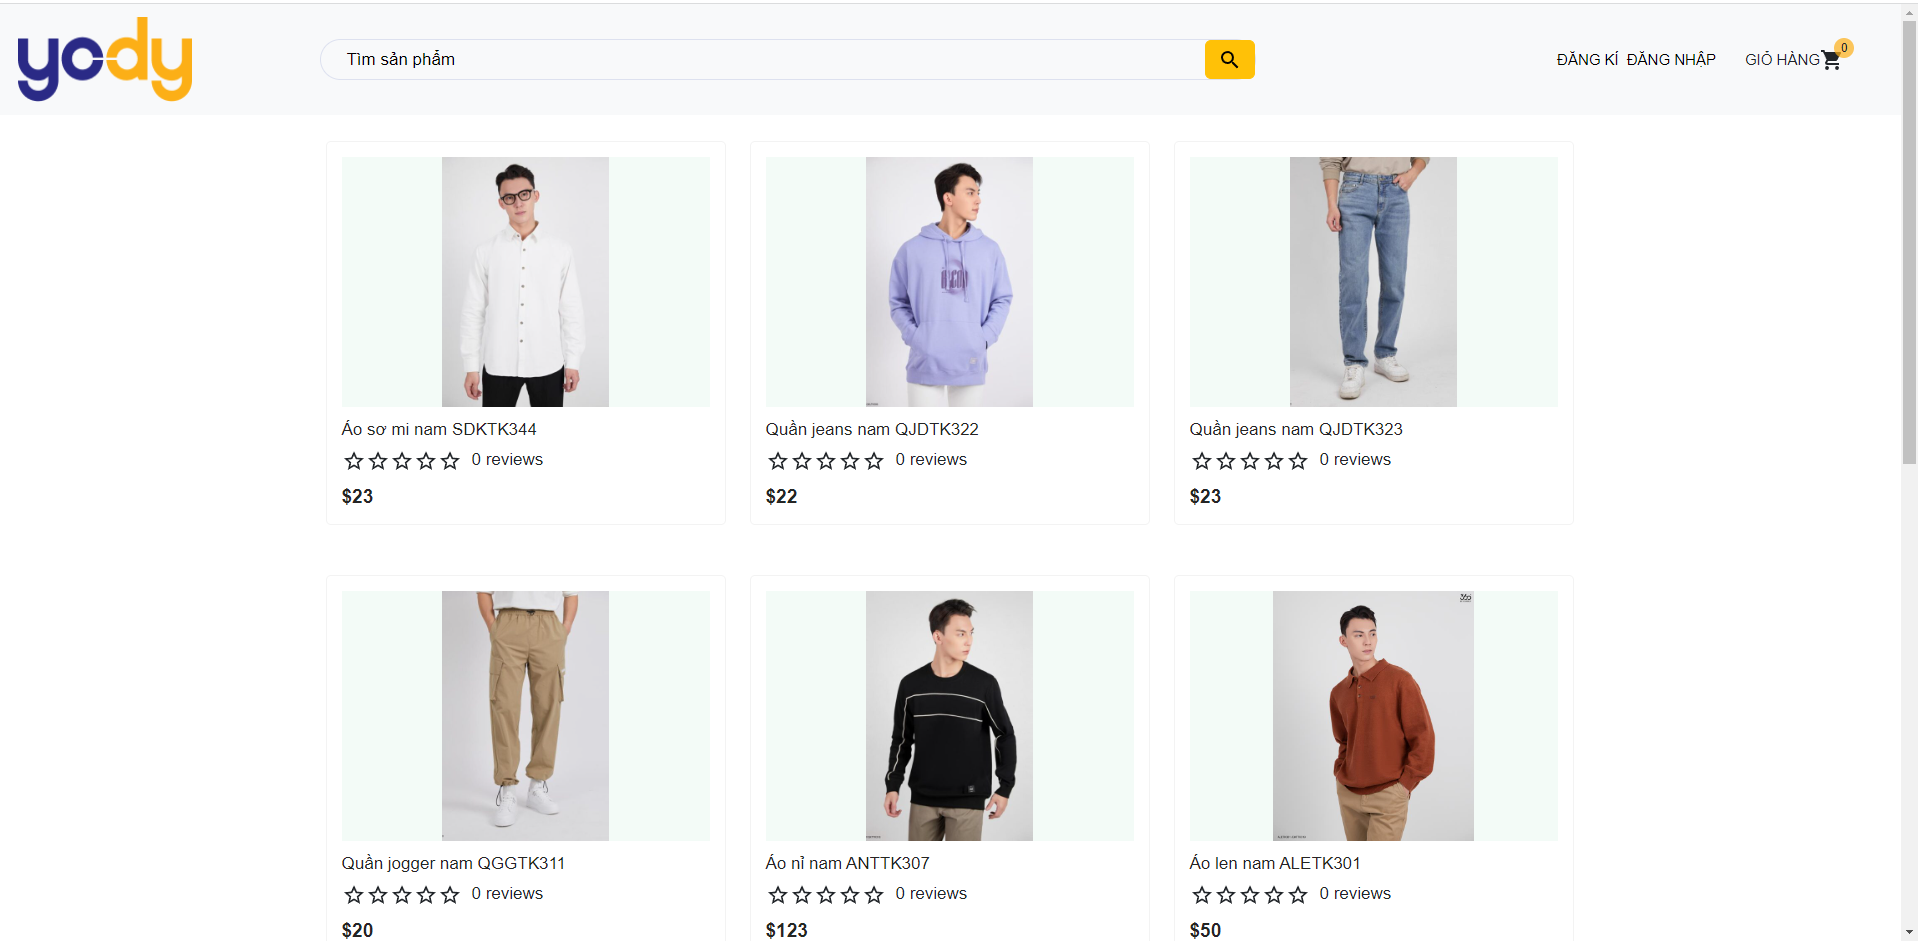 yody
Tìm sản phẩm
ĐĂNG KÍ ĐĂNG NHẬP GIỎ HÀNG 0
Áo sơ mi nam SDKTK344
0 reviews
$23
Quần jeans nam QJDTK322
0 reviews
$22
Quần jeans nam QJDTK323
0 reviews
$23
Quần jogger nam QGGTK311
0 reviews
$20
Áo nỉ nam ANTTK307
0 reviews
$123
Áo len nam ALETK301
0 reviews
$50